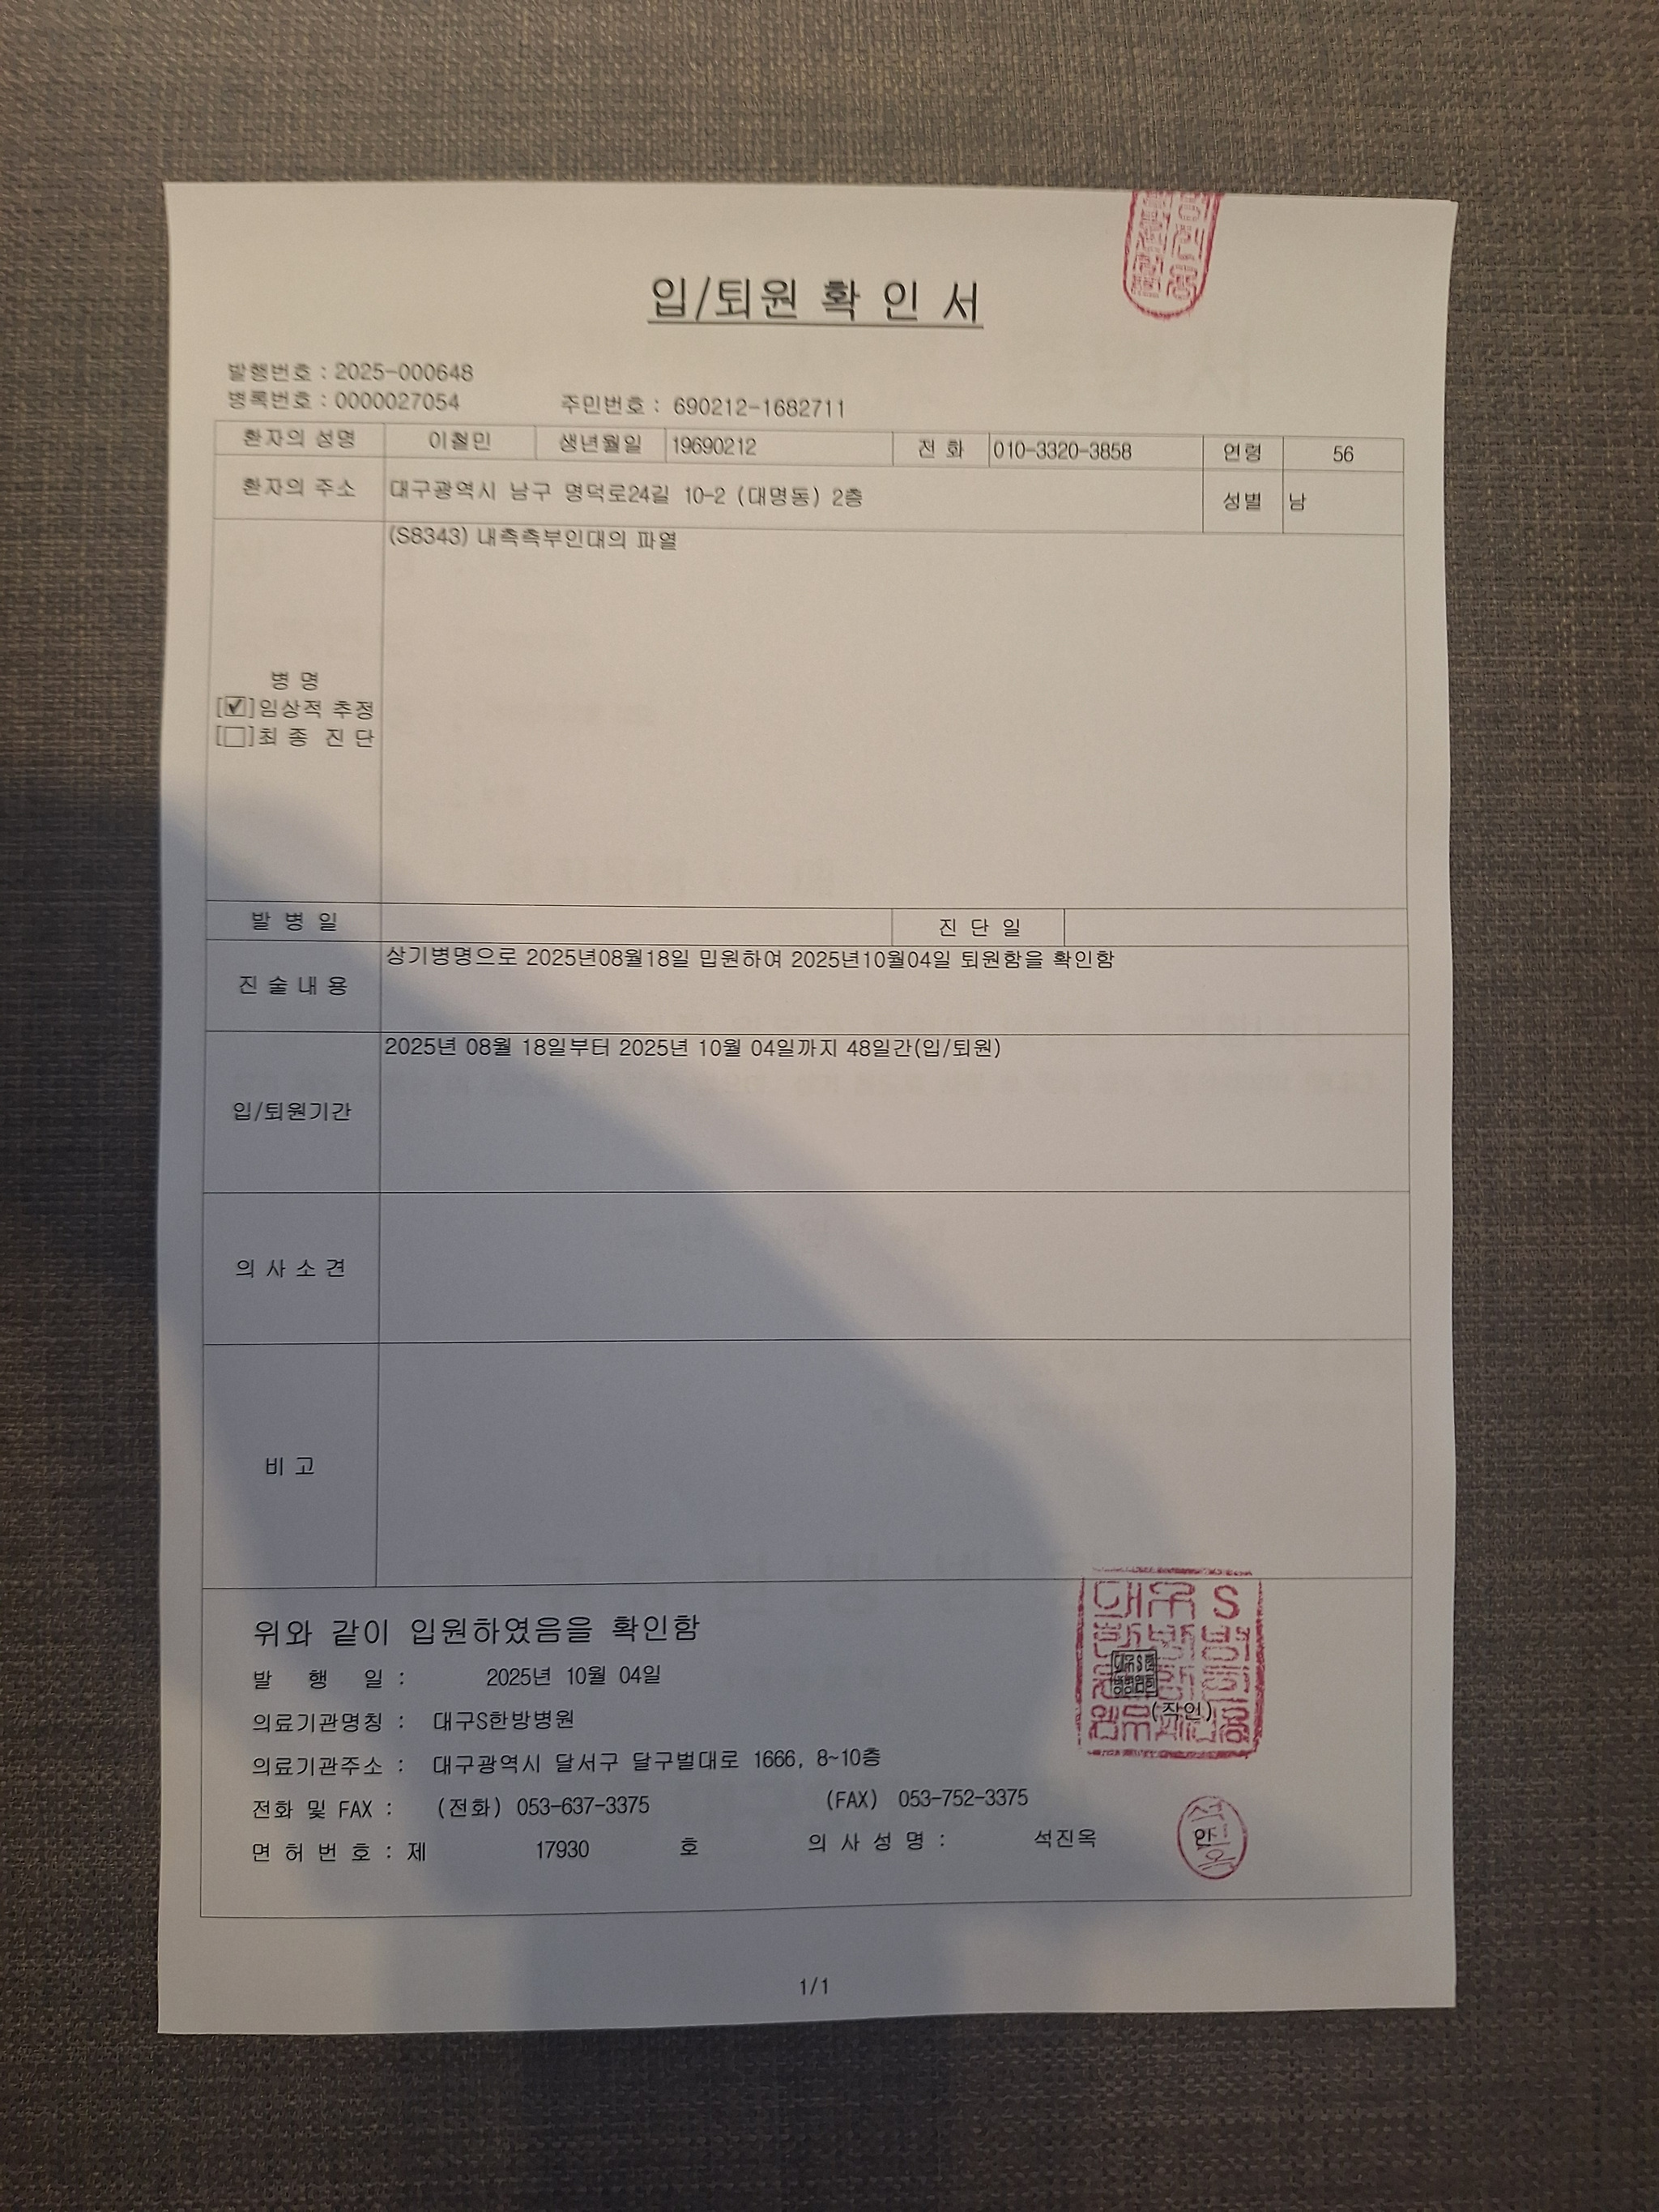 입/퇴원 확 인 서
발행번호 : 2025-000648
병록번호 : 0000027054 주민번호 : 690212-1682711
환자의 성명 이철민 생년월일 19690212 전 화 010-3320-3858 연령 56
환자의 주소 대구광역시 남구 명덕로24길 10-2 (대명동) 2층 성별 남
(S8343) 내측측부인대의 파열
병 명
[✓]임상적 추정
[ ]최 종 진 단
발 병 일 진 단 일
진 술 내 용 상기병명으로 2025년08월18일 입원하여 2025년10월04일 퇴원함을 확인함
입/퇴원기간 2025년 08월 18일부터 2025년 10월 04일까지 48일간(입/퇴원)
의 사 소 견
비 고
위와 같이 입원하였음을 확인함
발 행 일 : 2025년 10월 04일
의료기관명칭 : 대구S한방병원
(직인)
의료기관주소 : 대구광역시 달서구 달구벌대로 1666, 8~10층
전화 및 FAX : (전화) 053-637-3375 (FAX) 053-752-3375
면 허 번 호 : 제 17930 호 의 사 성 명 : 석진옥
1/1